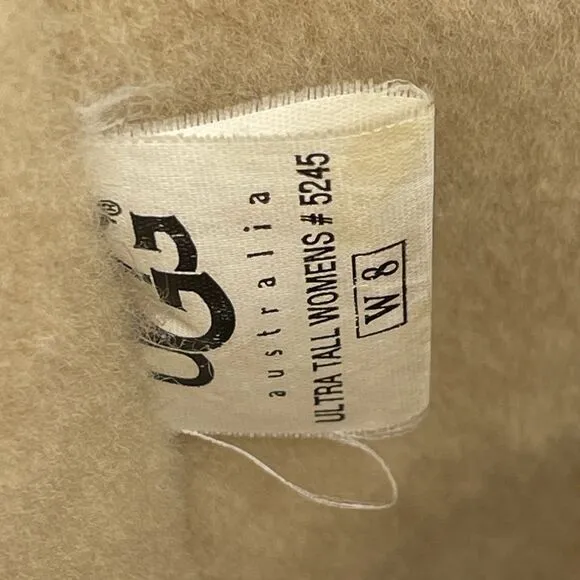 UGG®
australia
ULTRA TALL WOMENS # 5245
W 8